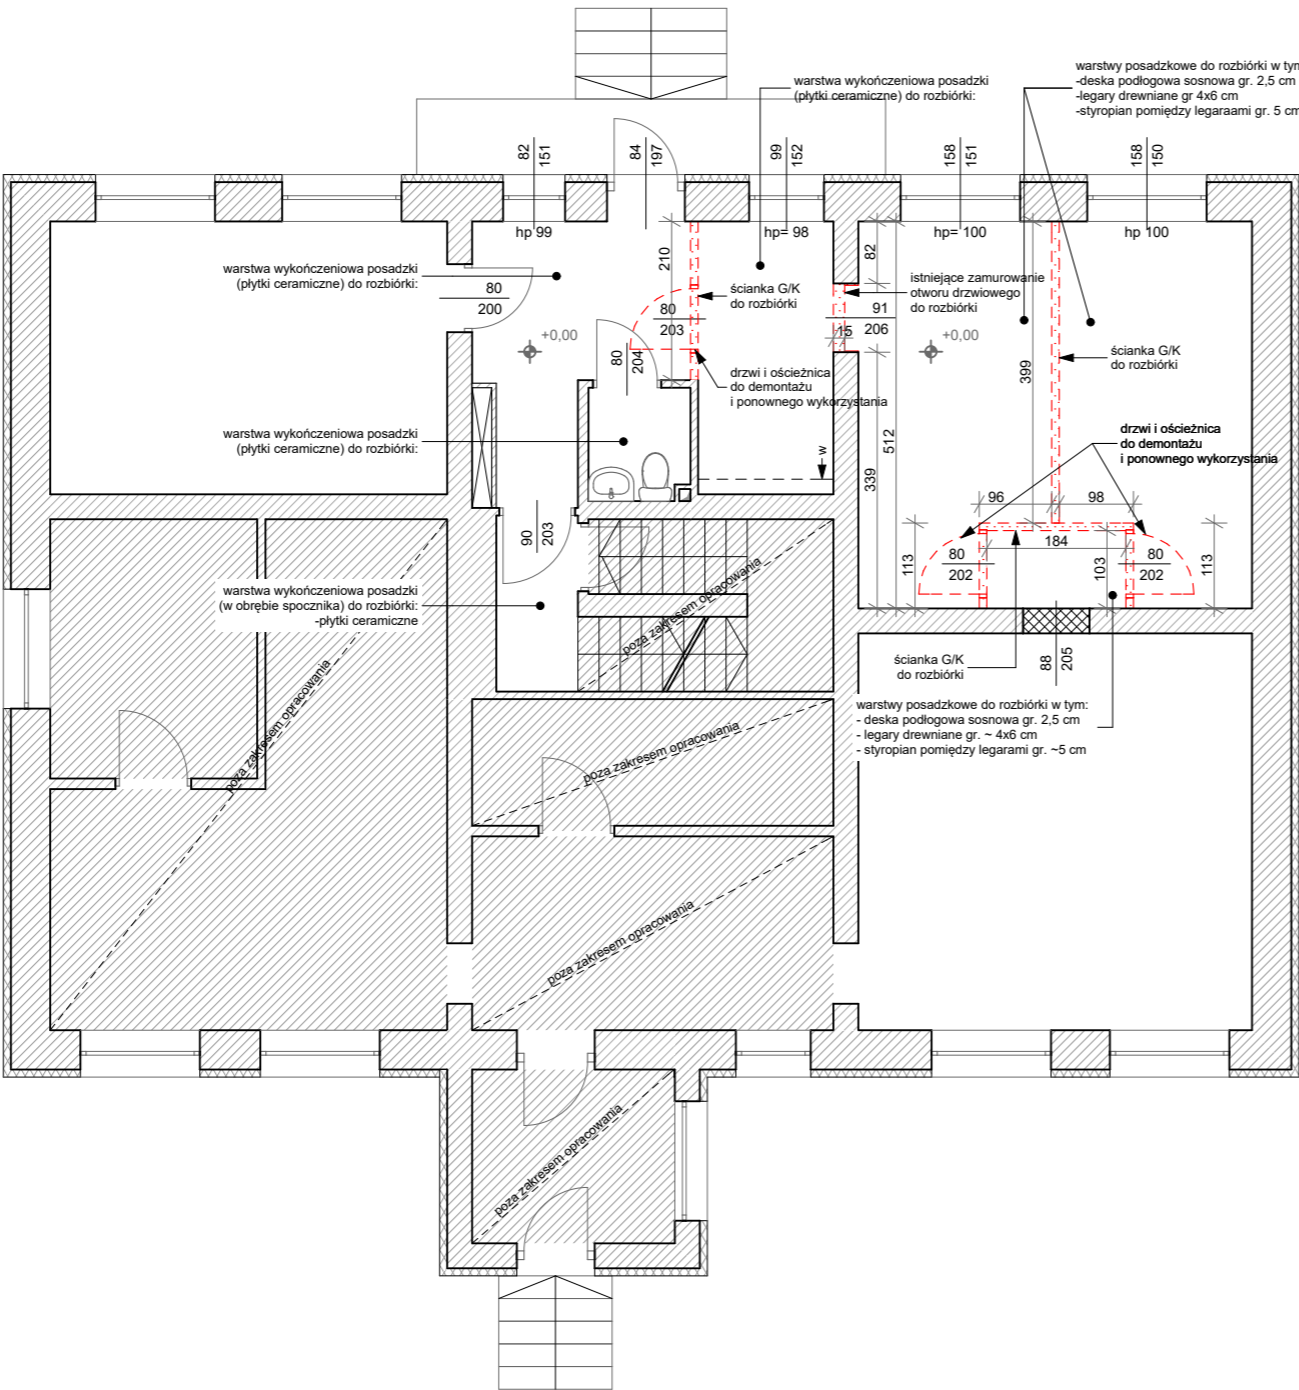 warstwy posadzkowe do rozbiórki w tym
-deska podłogowa sosnowa gr. 2,5 cm
-legary drewniane gr 4x6 cm
-styropian pomiędzy legaraami gr. 5 cm
warstwa wykończeniowa posadzki
(płytki ceramiczne) do rozbiórki:
82
151
84
197
99
152
158
151
158
150
hp 99
hp= 98
hp= 100
hp 100
warstwa wykończeniowa posadzki
(płytki ceramiczne) do rozbiórki:
80
200
210
ścianka G/K
do rozbiórki
82
istniejące zamurowanie
otworu drzwiowego
do rozbiórki
80
203
91
206
15
+0,00
+0,00
80
204
399
ścianka G/K
do rozbiórki
drzwi i ościeżnica
do demontażu
i ponownego wykorzystania
warstwa wykończeniowa posadzki
(płytki ceramiczne) do rozbiórki:
512
339
w
drzwi i ościeżnica
do demontażu
i ponownego wykorzystania
96
98
90
203
184
113
80
202
103
80
202
113
warstwa wykończeniowa posadzki
(w obrębie spocznika) do rozbiórki:
-płytki ceramiczne
poza zakresem opracowania
poza zakresem opracowania
88
205
ścianka G/K
do rozbiórki
warstwy posadzkowe do rozbiórki w tym:
- deska podłogowa sosnowa gr. 2,5 cm
- legary drewniane gr. ~ 4x6 cm
- styropian pomiędzy legarami gr. ~5 cm
poza zakresem opracowania
poza zakresem opracowania
poza zakresem opracowania